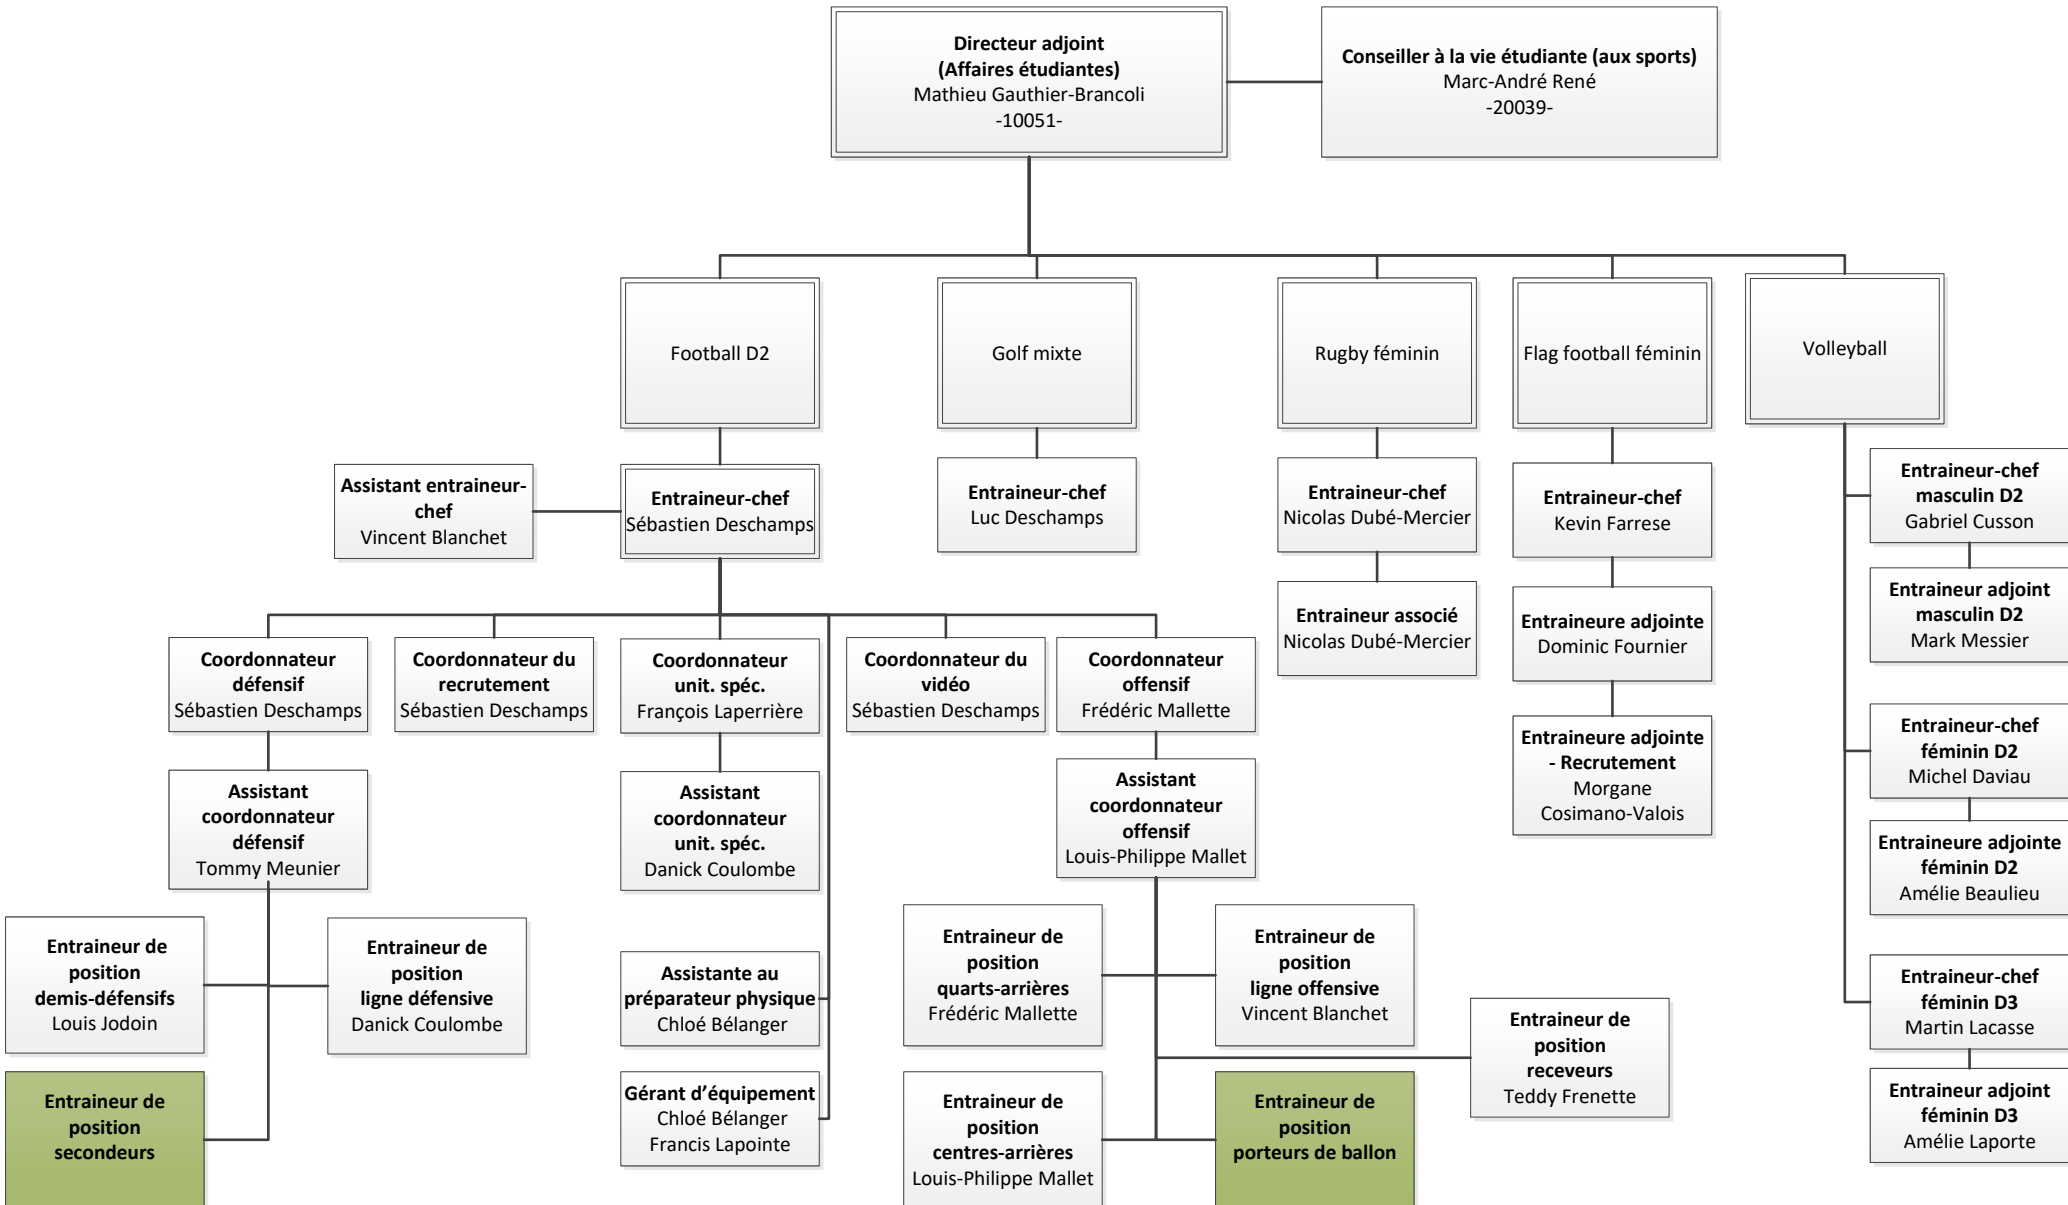 Directeur adjoint
(Affaires étudiantes)
Mathieu Gauthier-Brancoli
-10051-
Conseiller à la vie étudiante (aux sports)
Marc-André René
-20039-
Football D2
Golf mixte
Rugby féminin
Flag football féminin
Volleyball
Assistant entraineur-
chef
Vincent Blanchet
Entraineur-chef
Sébastien Deschamps
Entraineur-chef
Luc Deschamps
Entraineur-chef
Nicolas Dubé-Mercier
Entraineur-chef
Kevin Farrese
Entraineur-chef
masculin D2
Gabriel Cusson
Entraineur associé
Nicolas Dubé-Mercier
Entraineure adjointe
Dominic Fournier
Entraineur adjoint
masculin D2
Mark Messier
Coordonnateur
défensif
Sébastien Deschamps
Coordonnateur du
recrutement
Sébastien Deschamps
Coordonnateur
unit. spéc.
François Laperrière
Coordonnateur du
vidéo
Sébastien Deschamps
Coordonnateur
offensif
Frédéric Mallette
Entraineure adjointe
- Recrutement
Morgane
Cosimano-Valois
Entraineur-chef
féminin D2
Michel Daviau
Assistant
coordonnateur
défensif
Tommy Meunier
Assistant
coordonnateur
unit. spéc.
Danick Coulombe
Assistant
coordonnateur
offensif
Louis-Philippe Mallet
Entraineure adjointe
féminin D2
Amélie Beaulieu
Entraineur de
position
demis-défensifs
Louis Jodoin
Entraineur de
position
ligne défensive
Danick Coulombe
Assistante au
préparateur physique
Chloé Bélanger
Entraineur de
position
quarts-arrières
Frédéric Mallette
Entraineur de
position
ligne offensive
Vincent Blanchet
Entraineur de
position
receveurs
Teddy Frenette
Entraineur-chef
féminin D3
Martin Lacasse
Entraineur de
position
secondeurs
Gérant d’équipement
Chloé Bélanger
Francis Lapointe
Entraineur de
position
centres-arrières
Louis-Philippe Mallet
Entraineur de
position
porteurs de ballon
Entraineur adjoint
féminin D3
Amélie Laporte